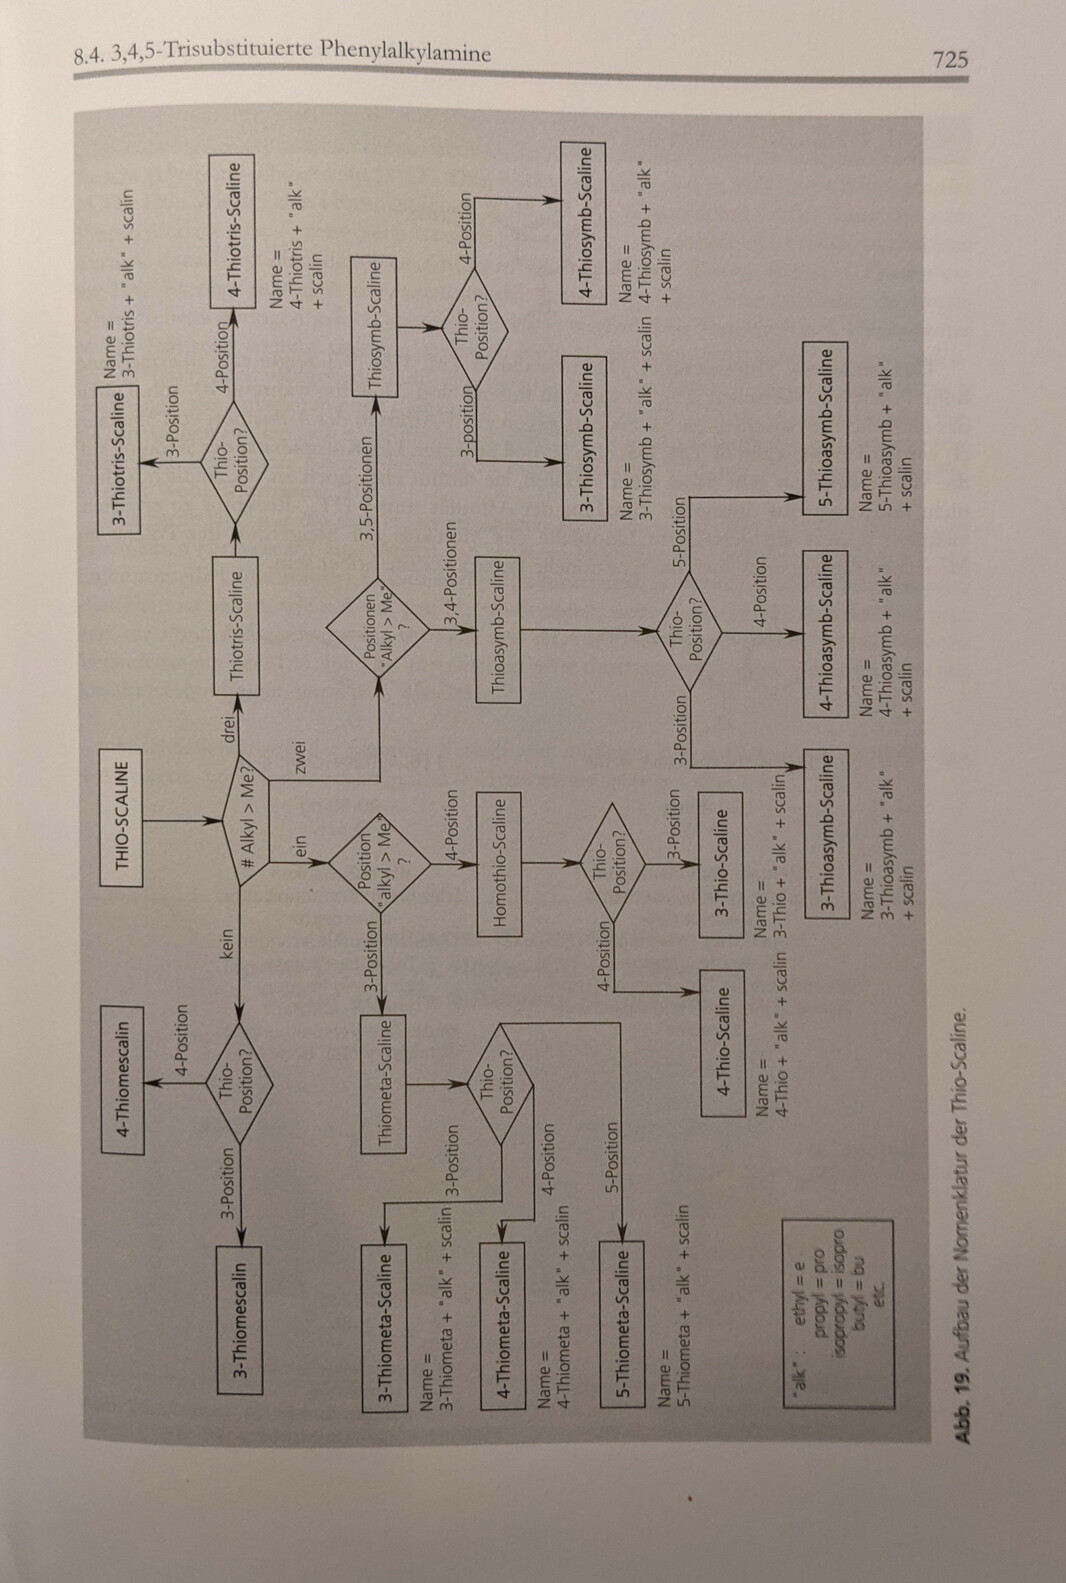 8.4. 3,4,5-Trisubstituierte Phenylalkylamine
725
THIO-SCALINE
# Alkyl > Me?
kein
ein
zwei
drei
Thio-
Position?
4-Position
4-Thiomescalin
3-Position
3-Thiomescalin
Thiotris-Scaline
Thio-
Position?
3-Position
3-Thiotris-Scaline
Name =
3-Thiotris + "alk" + scalin
4-Position
4-Thiotris-Scaline
Name =
4-Thiotris + "alk"
+ scalin
Position
"alkyl > Me"
?
3-Position
Thiometa-Scaline
Thio-
Position?
3-Position
3-Thiometa-Scaline
Name =
3-Thiometa + "alk" + scalin
4-Position
4-Thiometa-Scaline
Name =
4-Thiometa + "alk" + scalin
5-Position
5-Thiometa-Scaline
Name =
5-Thiometa + "alk" + scalin
4-Position
Homothio-Scaline
Thio-
Position?
4-Position
4-Thio-Scaline
Name =
4-Thio + "alk" + scalin
3-Position
3-Thio-Scaline
Name =
3-Thio + "alk" + scalin
Positionen
"Alkyl > Me"
?
3,4-Positionen
Thioasymb-Scaline
Thio-
Position?
3-Position
3-Thioasymb-Scaline
Name =
3-Thioasymb + "alk"
+ scalin
4-Position
4-Thioasymb-Scaline
Name =
4-Thioasymb + "alk"
+ scalin
5-Position
5-Thioasymb-Scaline
Name =
5-Thioasymb + "alk"
+ scalin
3,5-Positionen
Thiosymb-Scaline
Thio-
Position?
3-position
3-Thiosymb-Scaline
Name =
3-Thiosymb + "alk" + scalin
4-Position
4-Thiosymb-Scaline
Name =
4-Thiosymb + "alk"
+ scalin
"alk" : ethyl = e
propyl = pro
isopropyl = isopro
butyl = bu
etc.
Abb. 19. Aufbau der Nomenklatur der Thio-Scaline.